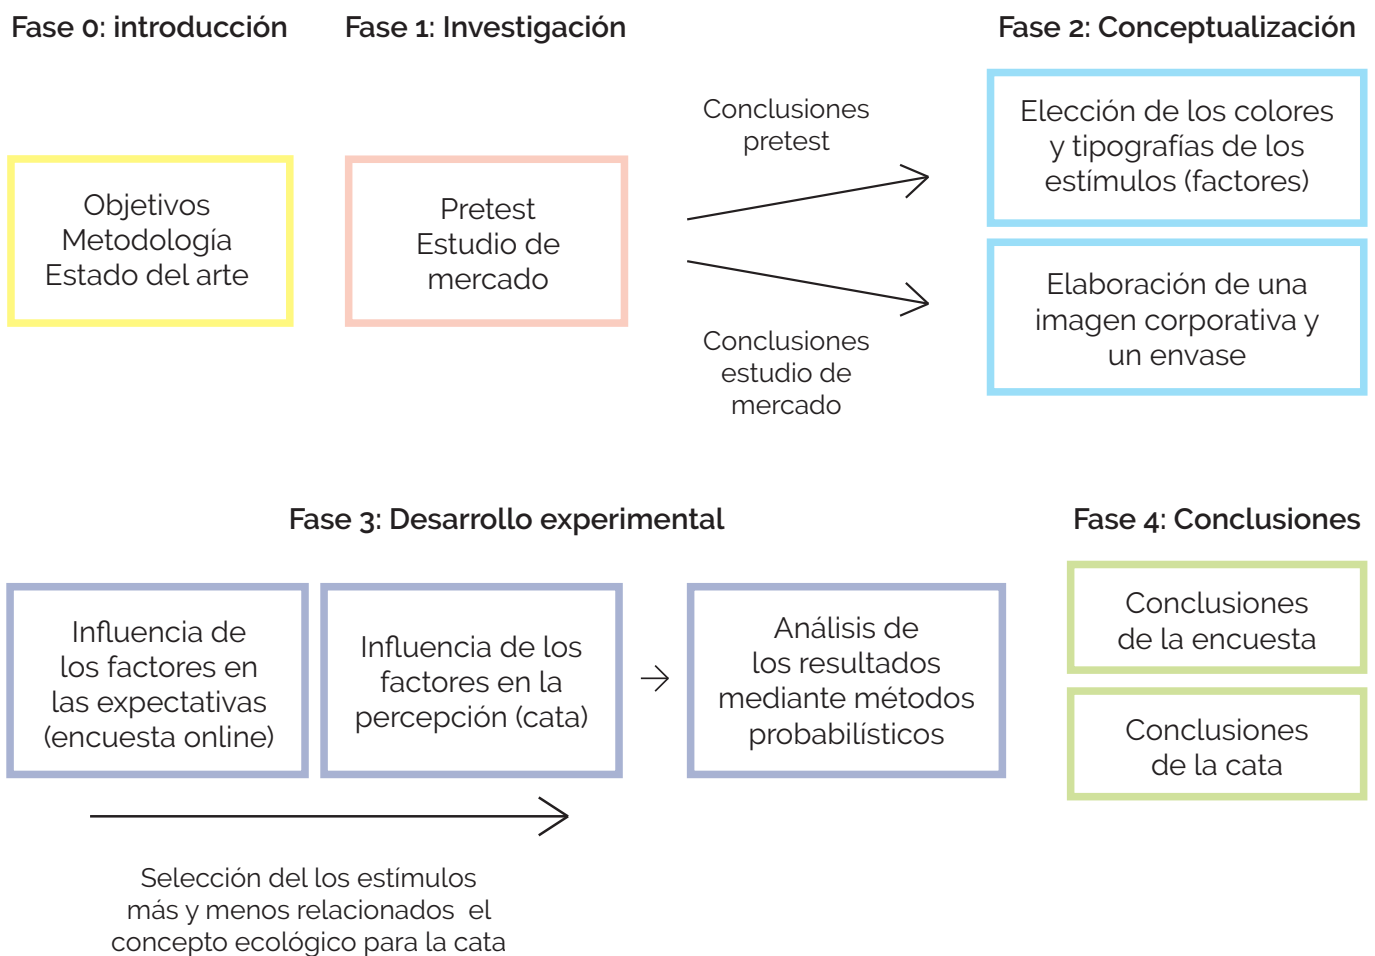 Fase 0: introducción
Fase 1: Investigación
Fase 2: Conceptualización
Objetivos
Metodología
Estado del arte
Pretest
Estudio de
mercado
Conclusiones
pretest
Conclusiones
estudio de
mercado
Elección de los colores
y tipografías de los
estímulos (factores)
Elaboración de una
imagen corporativa y
un envase
Fase 3: Desarrollo experimental
Fase 4: Conclusiones
Influencia de
los factores en
las expectativas
(encuesta online)
Influencia de los
factores en la
percepción (cata)
Análisis de
los resultados
mediante métodos
probabilísticos
Conclusiones
de la encuesta
Conclusiones
de la cata
Selección del los estímulos
más y menos relacionados  el
concepto ecológico para la cata